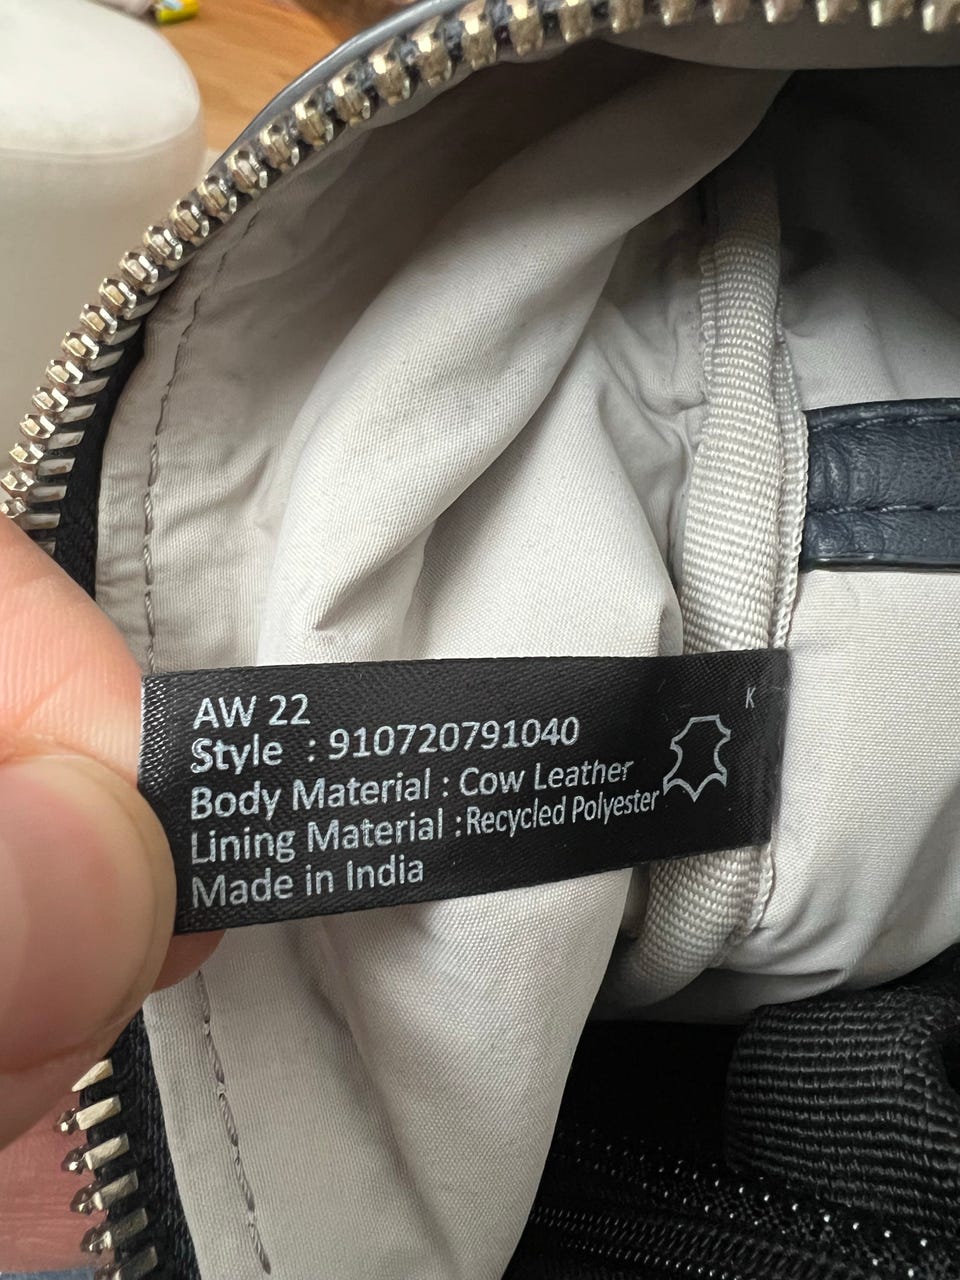 AW 22
Style : 910720791040
Body Material : Cow Leather
Lining Material : Recycled Polyester
Made in India
K